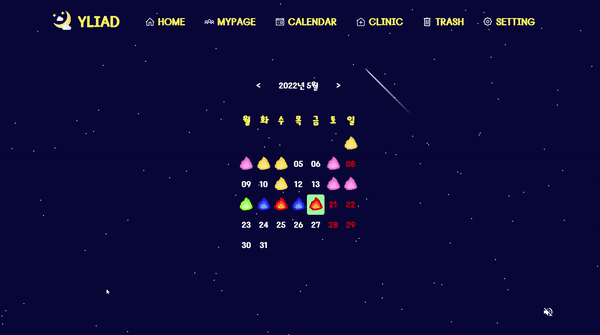 YLIAD HOME MYPAGE CALENDAR CLINIC TRASH SETTING
< 2022년 5월 >
월 화 수 목 금 토 일
05 06 08
09 10 12 13
21 22
23 24 25 26 27 28 29
30 31